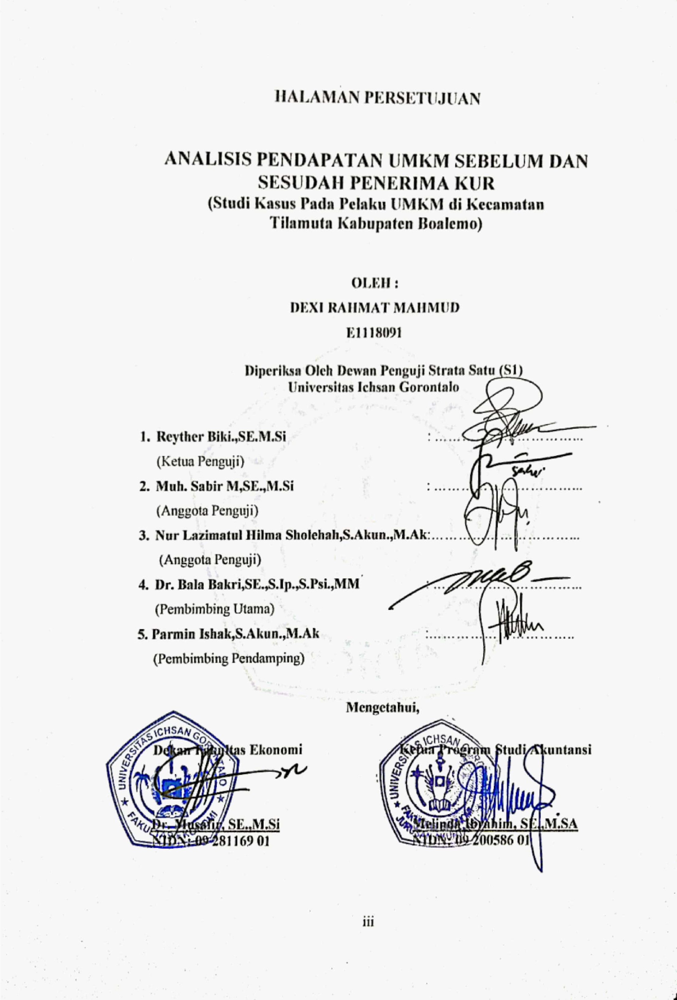 HALAMAN PERSETUJUAN
ANALISIS PENDAPATAN UMKM SEBELUM DAN
SESUDAH PENERIMA KUR
(Studi Kasus Pada Pelaku UMKM di Kecamatan
Tilamuta Kabupaten Boalemo)
OLEH :
DEXI RAHMAT MAHMUD
E1118091
Diperiksa Oleh Dewan Penguji Strata Satu (S1)
Universitas Ichsan Gorontalo
1. Reyther Biki.,SE.M.Si :..............................
(Ketua Penguji)
2. Muh. Sabir M,SE.,M.Si :..............................
(Anggota Penguji)
3. Nur Lazimatul Hilma Sholehah,S.Akun.,M.Ak:..............................
(Anggota Penguji)
4. Dr. Bala Bakri,SE.,S.Ip.,S.Psi.,MM :..............................
(Pembimbing Utama)
5. Parmin Ishak,S.Akun.,M.Ak :..............................
(Pembimbing Pendamping)
Mengetahui,
Dekan Fakultas Ekonomi Ketua Program Studi Akuntansi
UNIVERSITAS ICHSAN GORONTALO
FAKULTAS EKONOMI
UNIVERSITAS ICHSAN
Dr. Musafir, SE.,M.Si Melinda Ibrahim, SE.,M.SA
NIDN: 09 281169 01 NIDN: 09 200586 01
iii